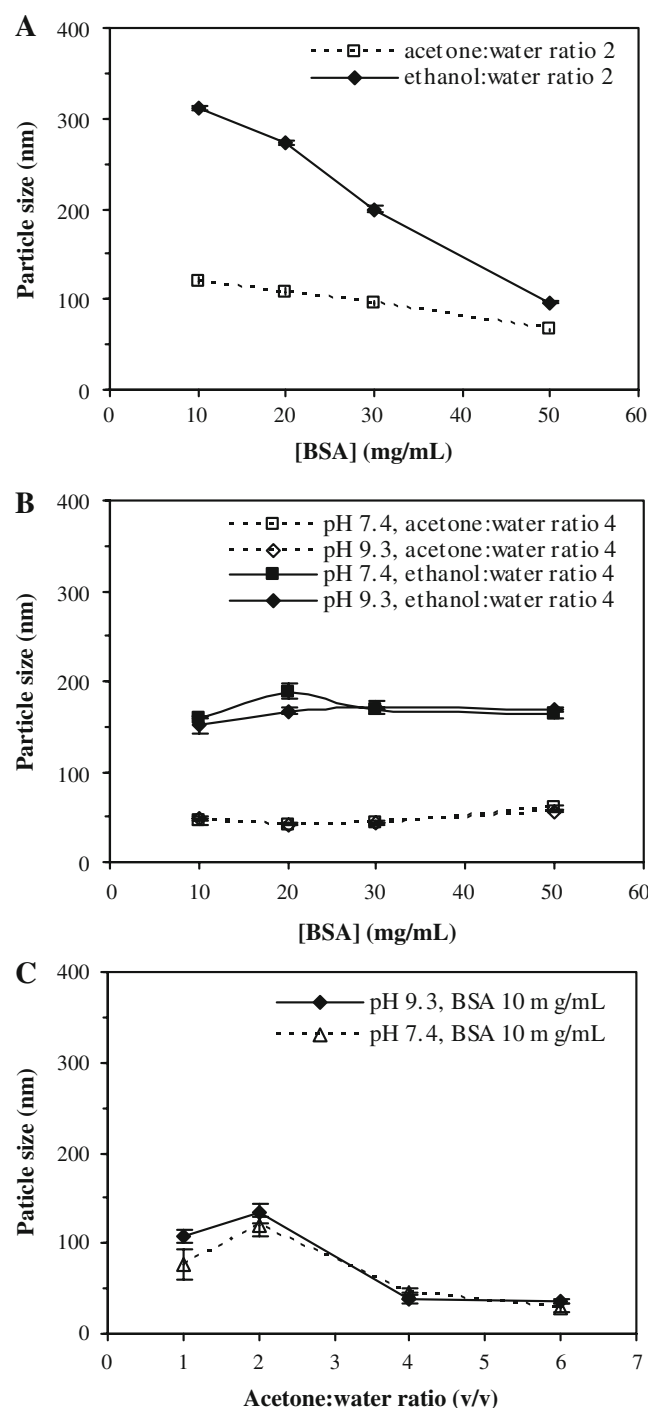 A
400
300
200
100
0
Particle size (nm)
acetone:water ratio 2
ethanol:water ratio 2
0 10 20 30 40 50 60
[BSA] (mg/mL)
B
400
300
200
100
0
Particle size (nm)
pH 7.4, acetone:water ratio 4
pH 9.3, acetone:water ratio 4
pH 7.4, ethanol:water ratio 4
pH 9.3, ethanol:water ratio 4
0 10 20 30 40 50 60
[BSA] (mg/mL)
C
400
300
200
100
0
Paticle size (nm)
pH 9.3, BSA 10 m g/mL
pH 7.4, BSA 10 m g/mL
0 1 2 3 4 5 6 7
Acetone:water ratio (v/v)